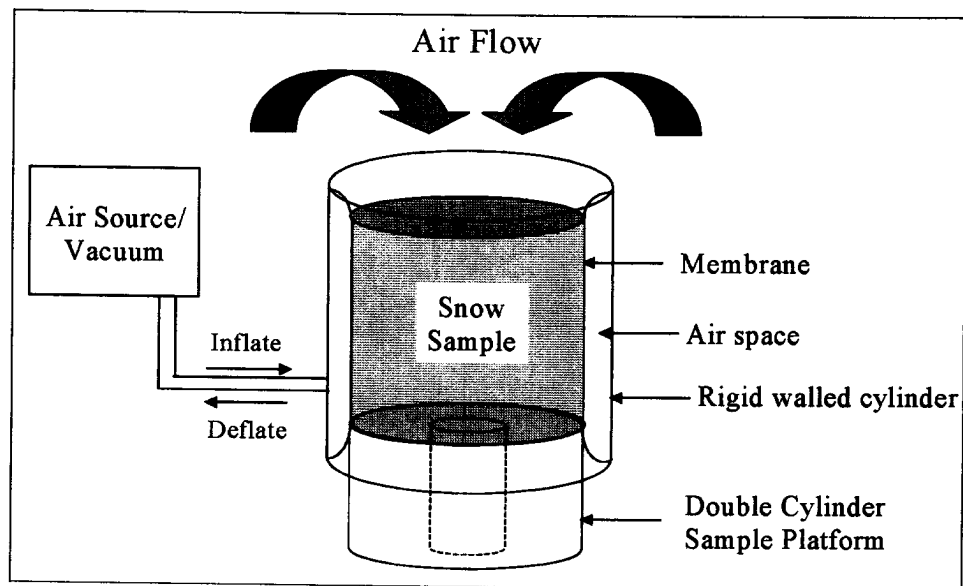 Air Flow
Air Source/
Vacuum
Membrane
Snow
Sample
Air space
Inflate
Rigid walled cylinder
Deflate
Double Cylinder
Sample Platform